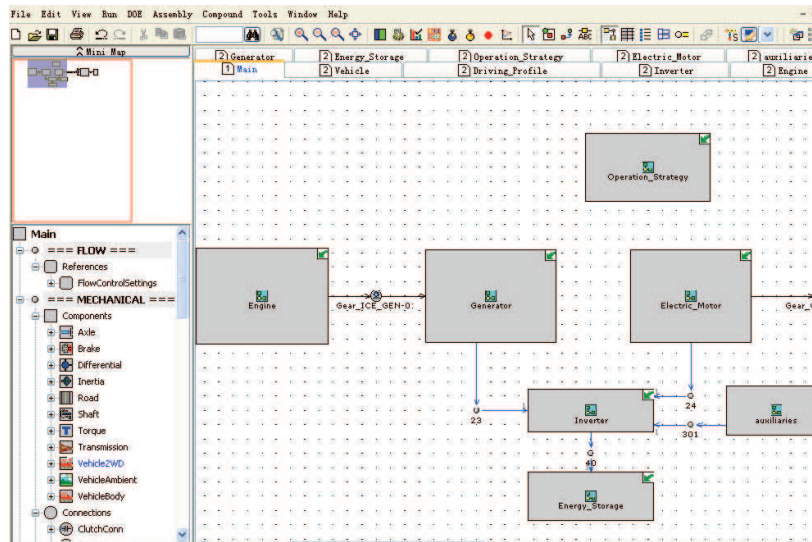 File Edit View Run DOE Assembly Compound Tools Window Help
Mini Map
2 Generator 2 Energy_Storage 2 Operation_Strategy 2 Electric_Motor 2 auxiliarie
1 Main 2 Vehicle 2 Driving_Profile 2 Inverter 2 Engine
Operation_Strategy
Main
=== FLOW ===
References
FlowControlSettings
=== MECHANICAL ===
Components
Axle
Brake
Differential
Inertia
Road
Shaft
Torque
Transmission
Vehicle2WD
VehicleAmbient
VehicleBody
Connections
ClutchConn
Engine
Gear_ICE_GEN-0
Generator
Electric_Motor
Gear_
23
24
Inverter
301
auxiliaries
40
Energy_Storage